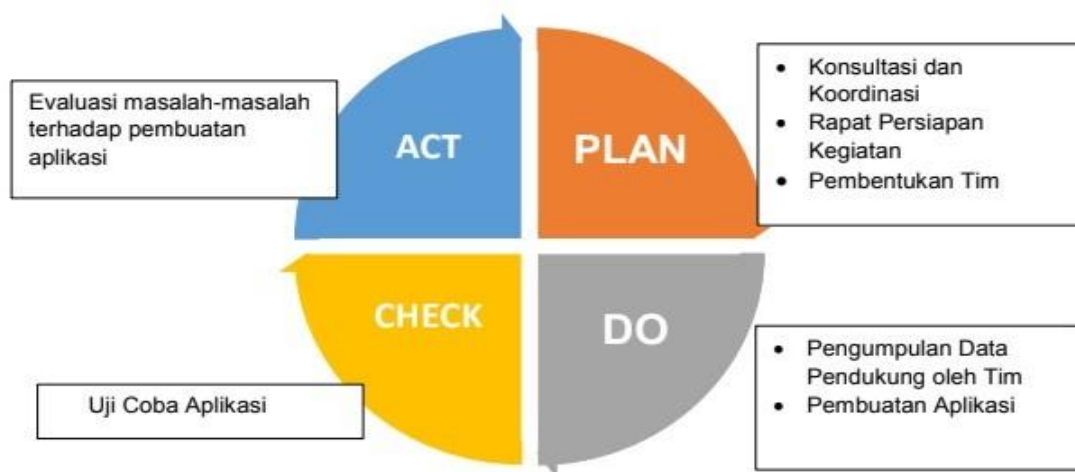 ACT
PLAN
CHECK
DO
Evaluasi masalah-masalah
terhadap pembuatan
aplikasi
• Konsultasi dan
Koordinasi
• Rapat Persiapan
Kegiatan
• Pembentukan Tim
Uji Coba Aplikasi
• Pengumpulan Data
Pendukung oleh Tim
• Pembuatan Aplikasi